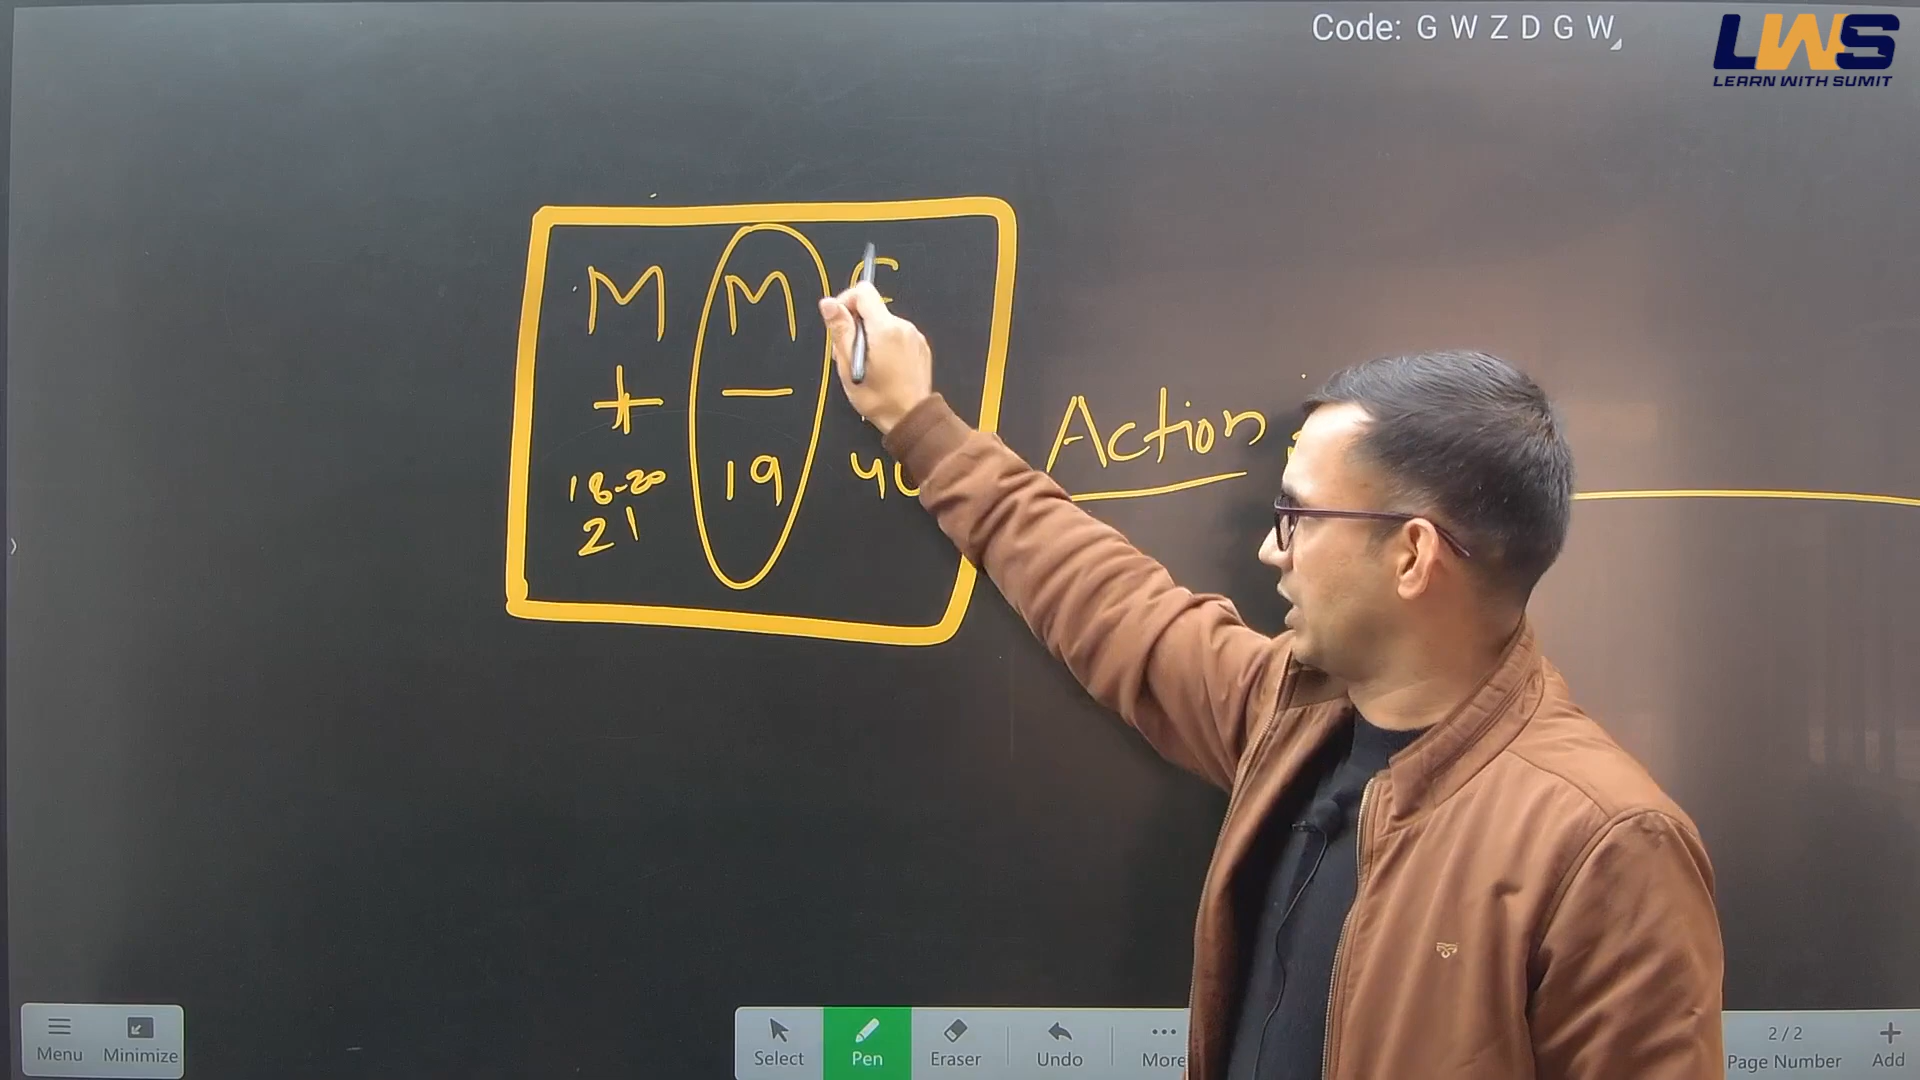 Code: G W Z D G W
LWS
LEARN WITH SUMIT
M M
+ —
18-20 19 40
21
Action
Menu Minimize Select Pen Eraser Undo More
2/2
Page Number Add